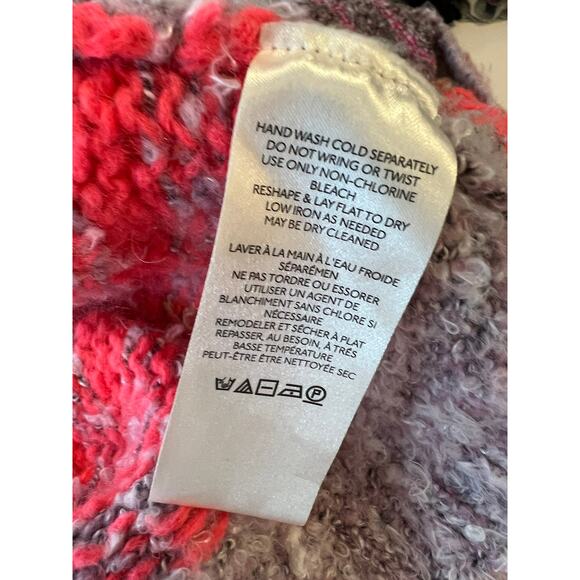 HAND WASH COLD SEPARATELY
DO NOT WRING OR TWIST
USE ONLY NON-CHLORINE
BLEACH
RESHAPE & LAY FLAT TO DRY
LOW IRON AS NEEDED
MAY BE DRY CLEANED
LAVER À LA MAIN À L'EAU FROIDE
SÉPARÉMEN
NE PAS TORDRE OU ESSORER
UTILISER UN AGENT DE
BLANCHIMENT SANS CHLORE SI
NÉCESSAIRE
REMODELER ET SÉCHER À PLAT
REPASSER, AU BESOIN, À TRÉS
BASSE TEMPÉRATURE
PEUT-ÊTRE ÊTRE NETTOYÉE SEC